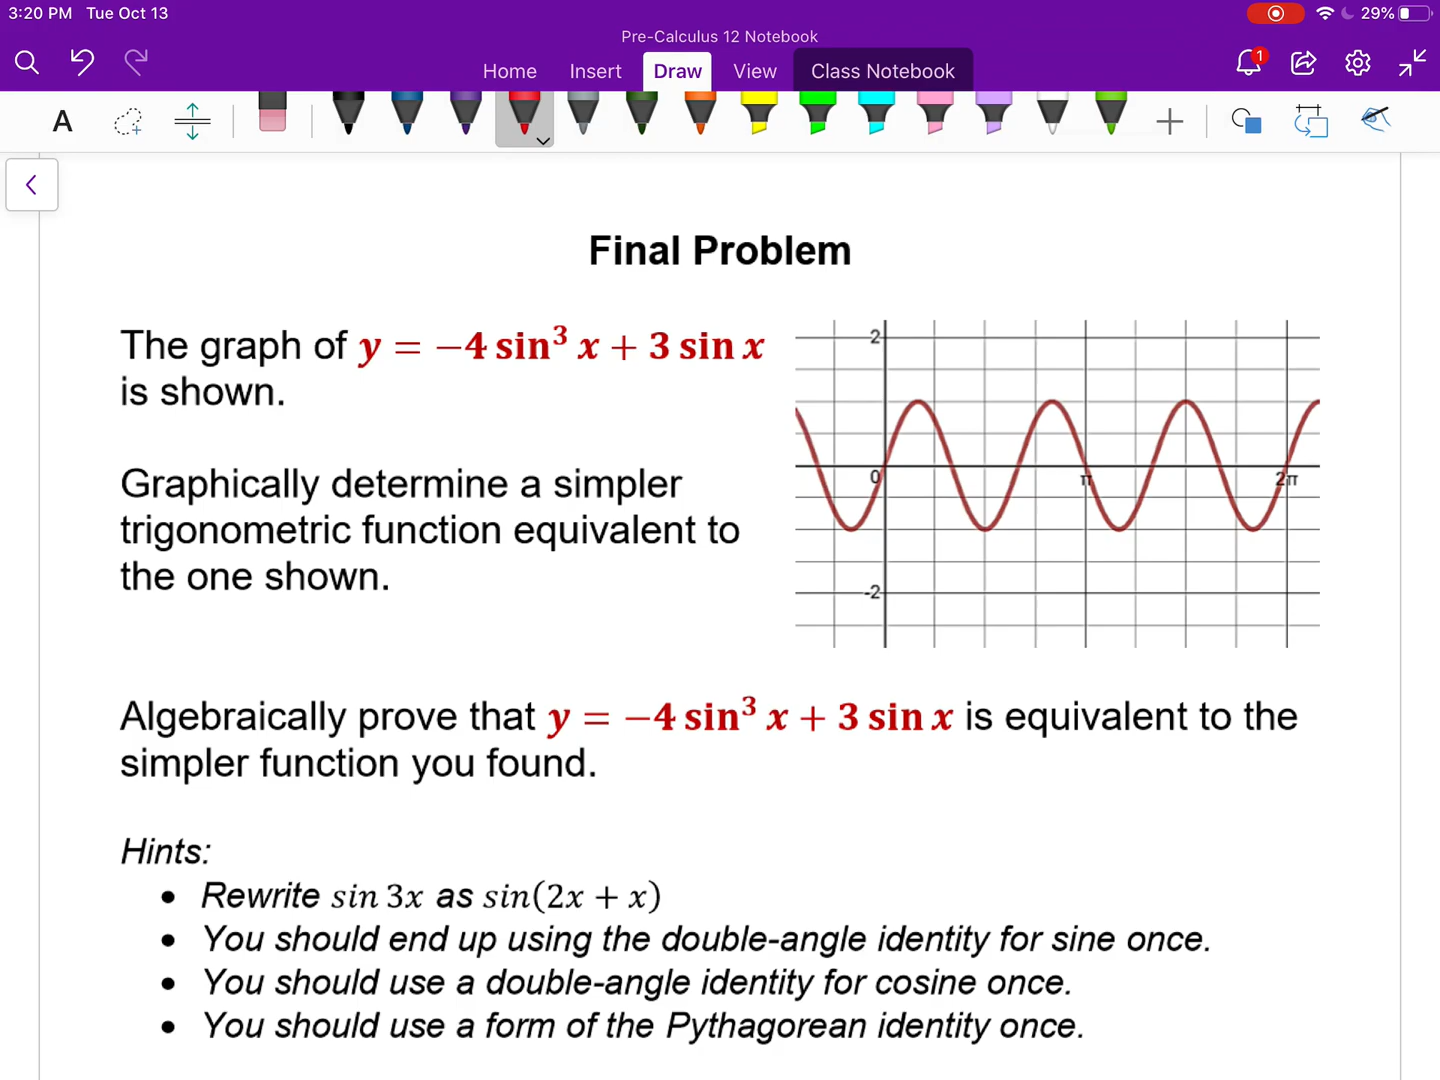 3:20 PM Tue Oct 13
29%
Pre-Calculus 12 Notebook
Home Insert Draw View Class Notebook
1
A
Final Problem
The graph of y = −4 sin³ x + 3 sin x
is shown.
Graphically determine a simpler
trigonometric function equivalent to
the one shown.
2
0
π
2π
-2
Algebraically prove that y = −4 sin³ x + 3 sin x is equivalent to the
simpler function you found.
Hints:
• Rewrite sin 3x as sin(2x + x)
• You should end up using the double-angle identity for sine once.
• You should use a double-angle identity for cosine once.
• You should use a form of the Pythagorean identity once.